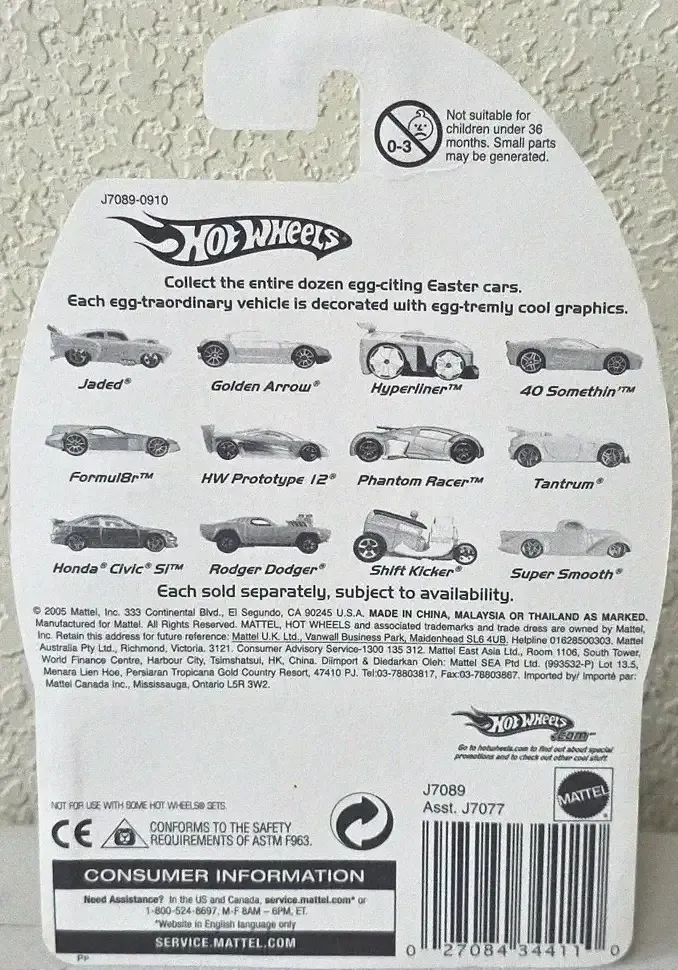 0-3
Not suitable for
children under 36
months. Small parts
may be generated.
J7089-0910
HOT WHEELS
Collect the entire dozen egg-citing Easter cars.
Each egg-traordinary vehicle is decorated with egg-tremly cool graphics.
Jaded® Golden Arrow® Hyperliner™ 40 Somethin'™
Formul8r™ HW Prototype 12® Phantom Racer™ Tantrum®
Honda® Civic® SI™ Rodger Dodger® Shift Kicker® Super Smooth®
Each sold separately, subject to availability.
© 2005 Mattel, Inc. 333 Continental Blvd., El Segundo, CA 90245 U.S.A. MADE IN CHINA, MALAYSIA OR THAILAND AS MARKED.
Manufactured for Mattel. All Rights Reserved. MATTEL, HOT WHEELS and associated trademarks and trade dress are owned by Mattel,
Inc. Retain this address for future reference: Mattel U.K. Ltd., Vanwall Business Park, Maidenhead SL6 4UB. Helpline 01628500303. Mattel
Australia Pty Ltd., Richmond, Victoria. 3121. Consumer Advisory Service-1300 135 312. Mattel East Asia Ltd., Room 1106, South Tower,
World Finance Centre, Harbour City, Tsimshatsui, HK, China. Diimport & Diedarkan Oleh: Mattel SEA Ptd Ltd. (993532-P) Lot 13.5,
Menara Lien Hoe, Persiaran Tropicana Gold Country Resort, 47410 PJ. Tel:03-78803817, Fax:03-78803867. Imported by/ Importé par:
Mattel Canada Inc., Mississauga, Ontario L5R 3W2.
HOT WHEELS
.com™
Go to hotwheels.com to find out about special
promotions and to check out other cool stuff.
J7089
Asst. J7077
MATTEL®
NOT FOR USE WITH SOME HOT WHEELS® SETS.
CE
CONFORMS TO THE SAFETY
REQUIREMENTS OF ASTM F963.
CONSUMER INFORMATION
Need Assistance? In the US and Canada, service.mattel.com* or
1-800-524-8697, M-F 8AM – 6PM, ET.
*Website in English language only
SERVICE.MATTEL.COM
PP
0 27084 34411 0